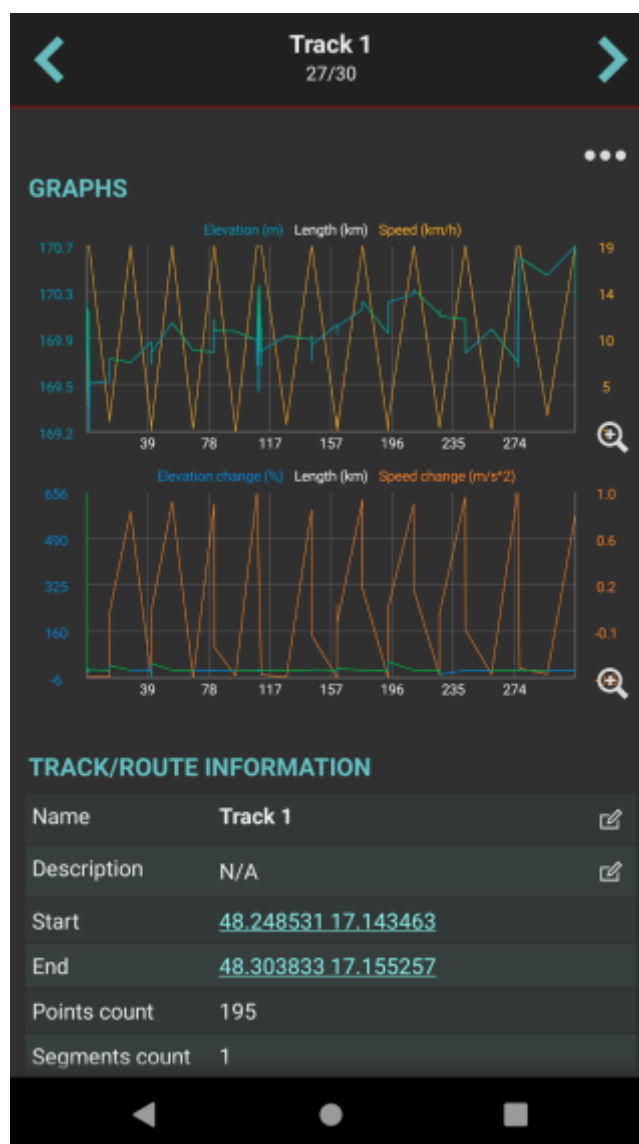 Track 1
27/30
GRAPHS
Elevation (m) Length (km) Speed (km/h)
170.7 19
170.3 14
169.9 10
169.5 5
169.2
39 78 117 157 196 235 274
Elevation change (%) Length (km) Speed change (m/s^2)
656 1.0
490 0.6
325 0.2
160 -0.1
-6
39 78 117 157 196 235 274
TRACK/ROUTE INFORMATION
Name Track 1
Description N/A
Start 48.248531 17.143463
End 48.303833 17.155257
Points count 195
Segments count 1